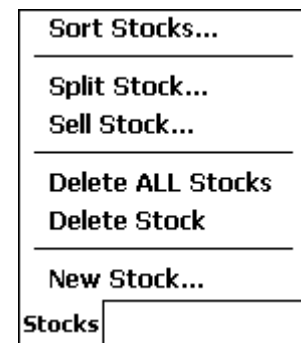 Sort Stocks...
Split Stock...
Sell Stock...
Delete ALL Stocks
Delete Stock
New Stock...
Stocks